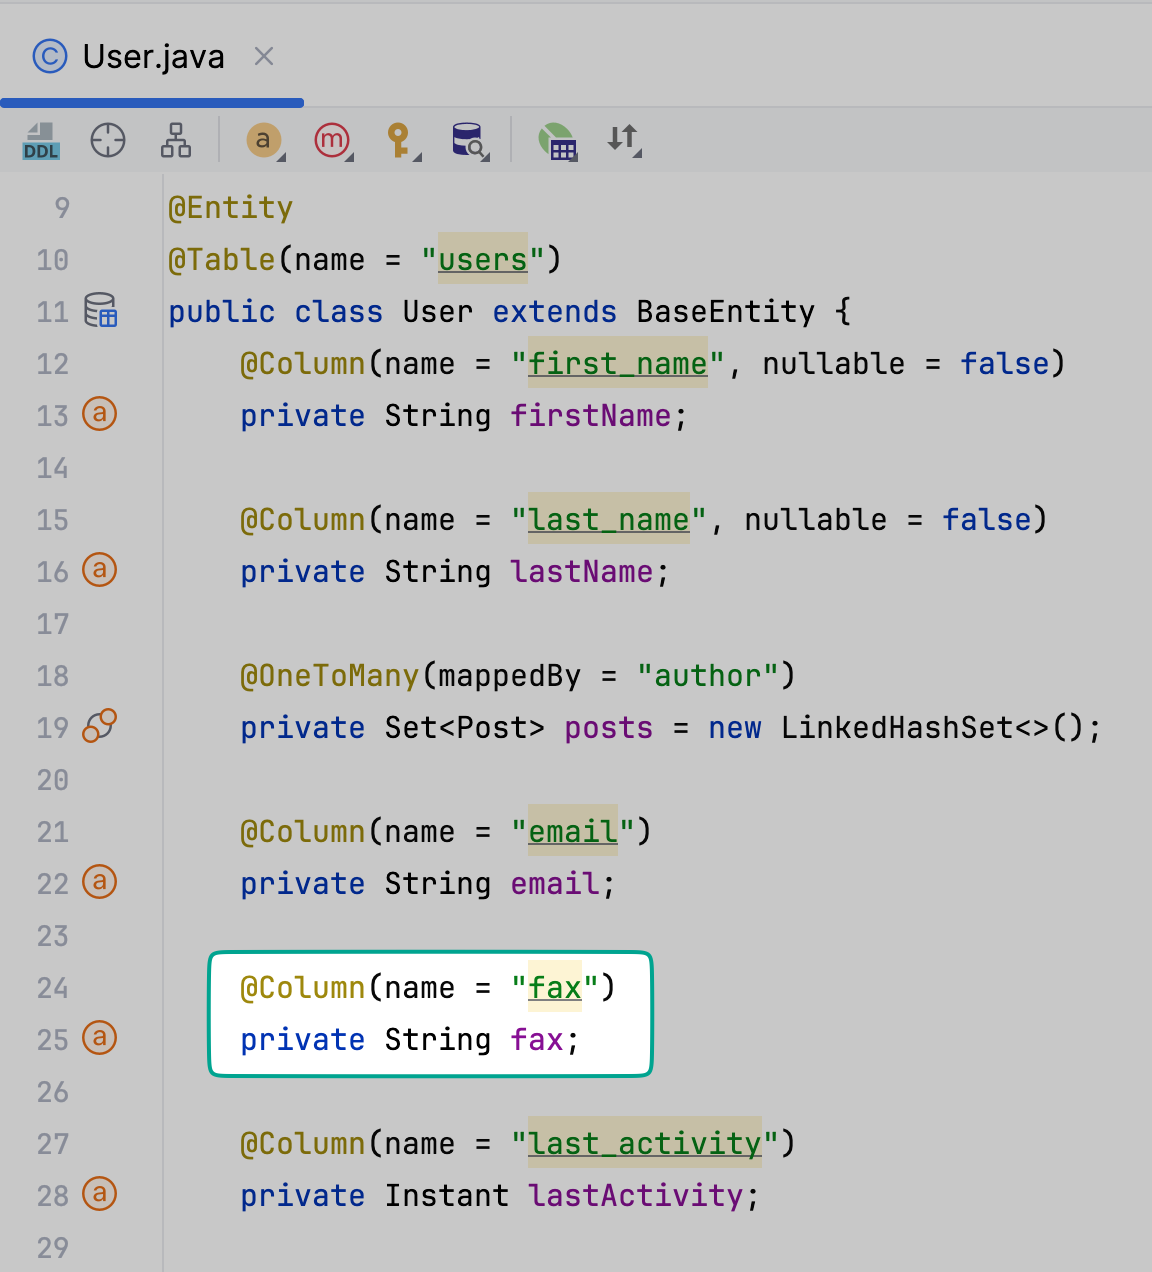 User.java
DDL a m
9 @Entity
10 @Table(name = "users")
11 public class User extends BaseEntity {
12 @Column(name = "first_name", nullable = false)
13 a private String firstName;
14
15 @Column(name = "last_name", nullable = false)
16 a private String lastName;
17
18 @OneToMany(mappedBy = "author")
19 private Set<Post> posts = new LinkedHashSet<>();
20
21 @Column(name = "email")
22 a private String email;
23
24 @Column(name = "fax")
25 a private String fax;
26
27 @Column(name = "last_activity")
28 a private Instant lastActivity;
29